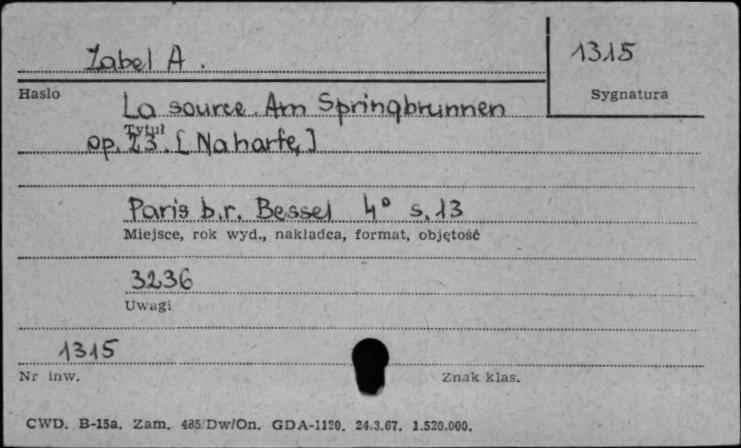 Zabel A. 1315
Hasło Sygnatura
La source. Am Springbrunnen
Tytuł
op. 23. [Na harfę]
Paris b.r. Bessel 4° s. 13
Miejsce, rok wyd., nakładca, format, objętość
3236
Uwagi
1315
Nr inw. Znak klas.
CWD. B-15a. Zam. 485/Dw/On. GDA-1120. 24.3.67. 1.520.000.